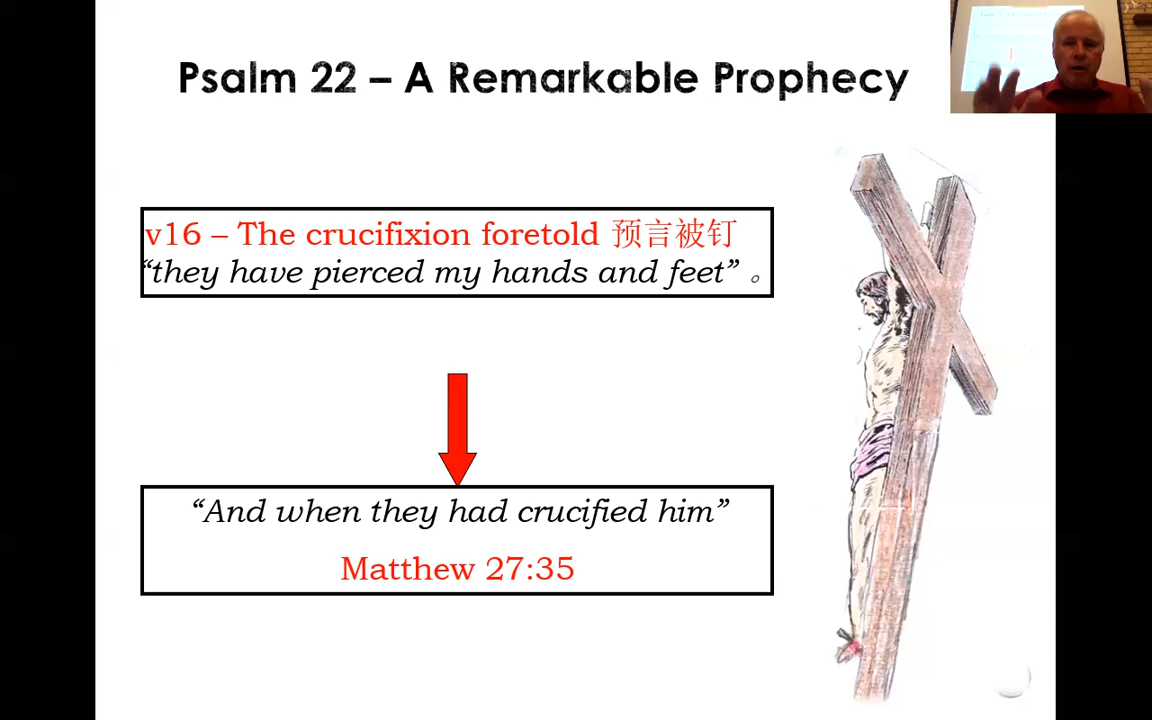 Psalm 22 – A Remarkable Prophecy
v16 – The crucifixion foretold 预言被钉
“they have pierced my hands and feet” 。
“And when they had crucified him”
Matthew 27:35